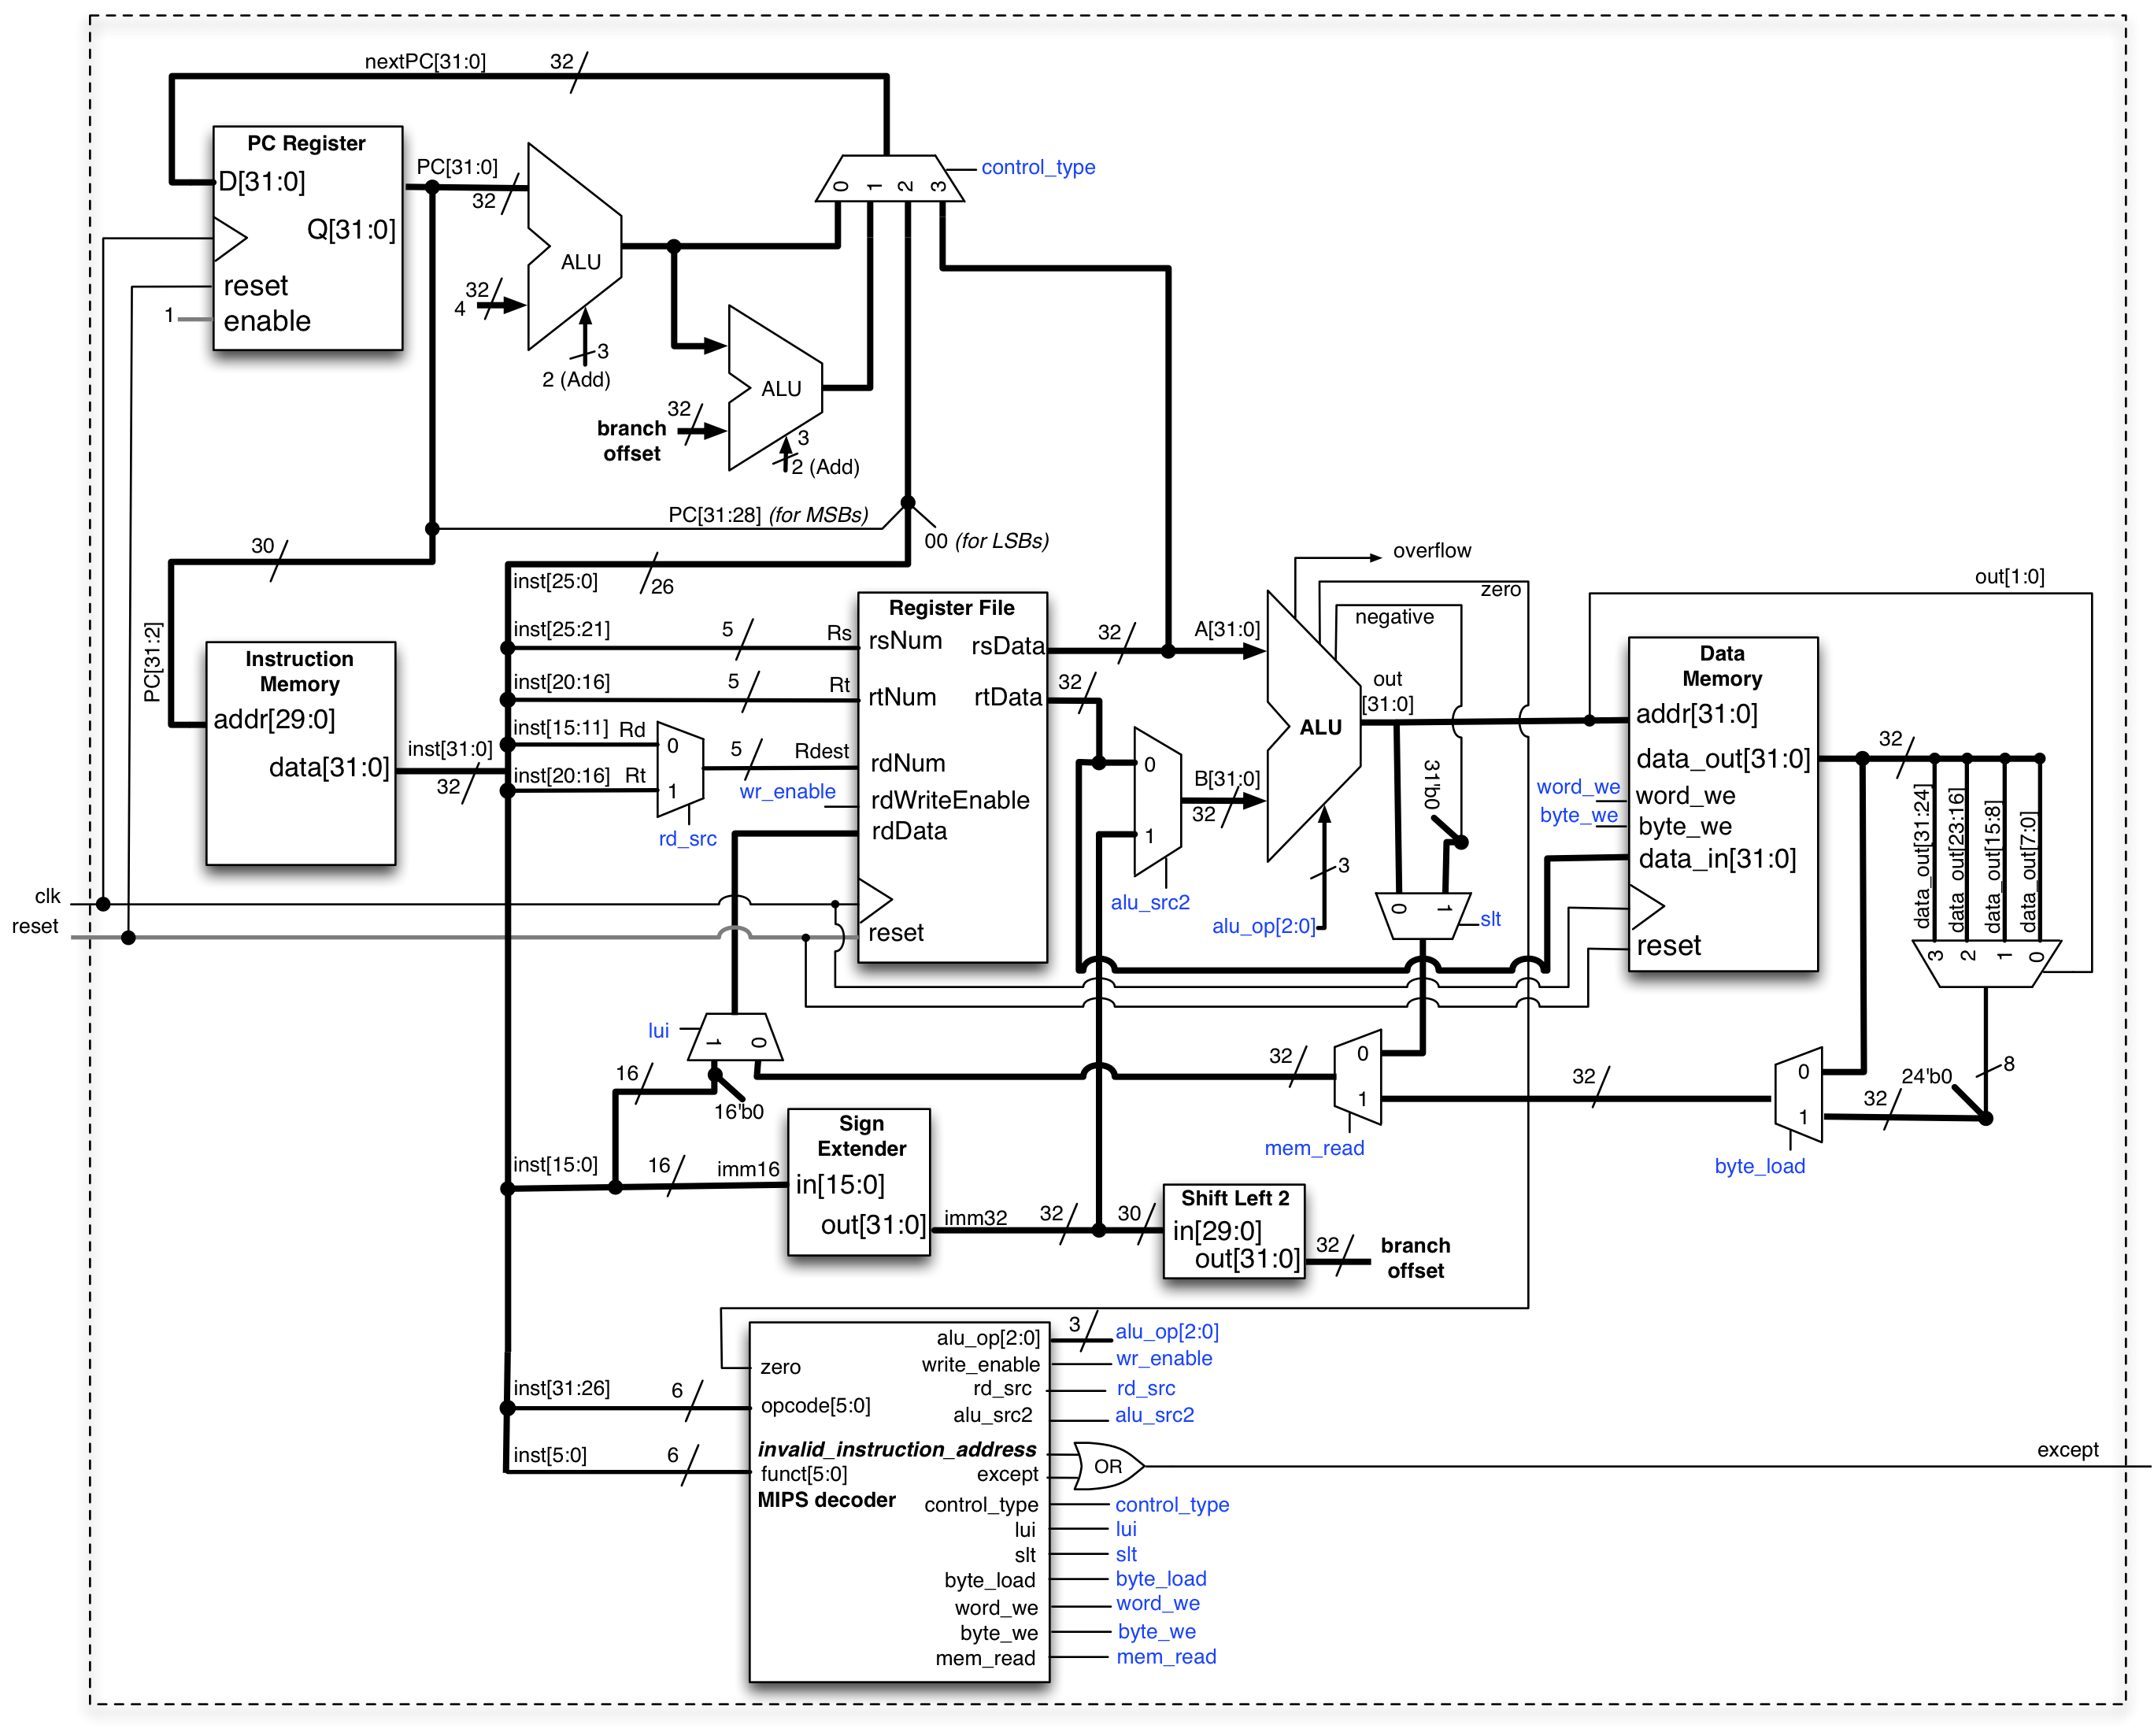 nextPC[31:0]
32
PC Register
D[31:0]
Q[31:0]
reset
1
enable
PC[31:0]
32
ALU
32
4
3
2 (Add)
0
1
2
3
control_type
ALU
32
branch
offset
3
2 (Add)
PC[31:28] (for MSBs)
00 (for LSBs)
30
PC[31:2]
Instruction
Memory
addr[29:0]
data[31:0]
inst[31:0]
32
inst[25:0]
26
inst[25:21]
5
Rs
inst[20:16]
5
Rt
inst[15:11]
Rd
inst[20:16]
Rt
0
1
rd_src
5
Rdest
wr_enable
Register File
rsNum
rsData
rtNum
rtData
rdNum
rdWriteEnable
rdData
reset
clk
reset
32
32
A[31:0]
0
1
alu_src2
B[31:0]
32
ALU
overflow
zero
negative
out
[31:0]
3
alu_op[2:0]
31'b0
0
1
slt
out[1:0]
Data
Memory
addr[31:0]
data_out[31:0]
word_we
word_we
byte_we
byte_we
data_in[31:0]
reset
32
data_out[31:24]
data_out[23:16]
data_out[15:8]
data_out[7:0]
3
2
1
0
lui
1
0
16
16'b0
32
0
1
mem_read
32
0
1
byte_load
32
24'b0
8
inst[15:0]
16
imm16
Sign
Extender
in[15:0]
out[31:0]
imm32
32
30
Shift Left 2
in[29:0]
out[31:0]
32
branch
offset
inst[31:26]
6
inst[5:0]
6
zero
opcode[5:0]
invalid_instruction_address
funct[5:0]
MIPS decoder
alu_op[2:0]
write_enable
rd_src
alu_src2
except
control_type
lui
slt
byte_load
word_we
byte_we
mem_read
3
alu_op[2:0]
wr_enable
rd_src
alu_src2
OR
except
control_type
lui
slt
byte_load
word_we
byte_we
mem_read